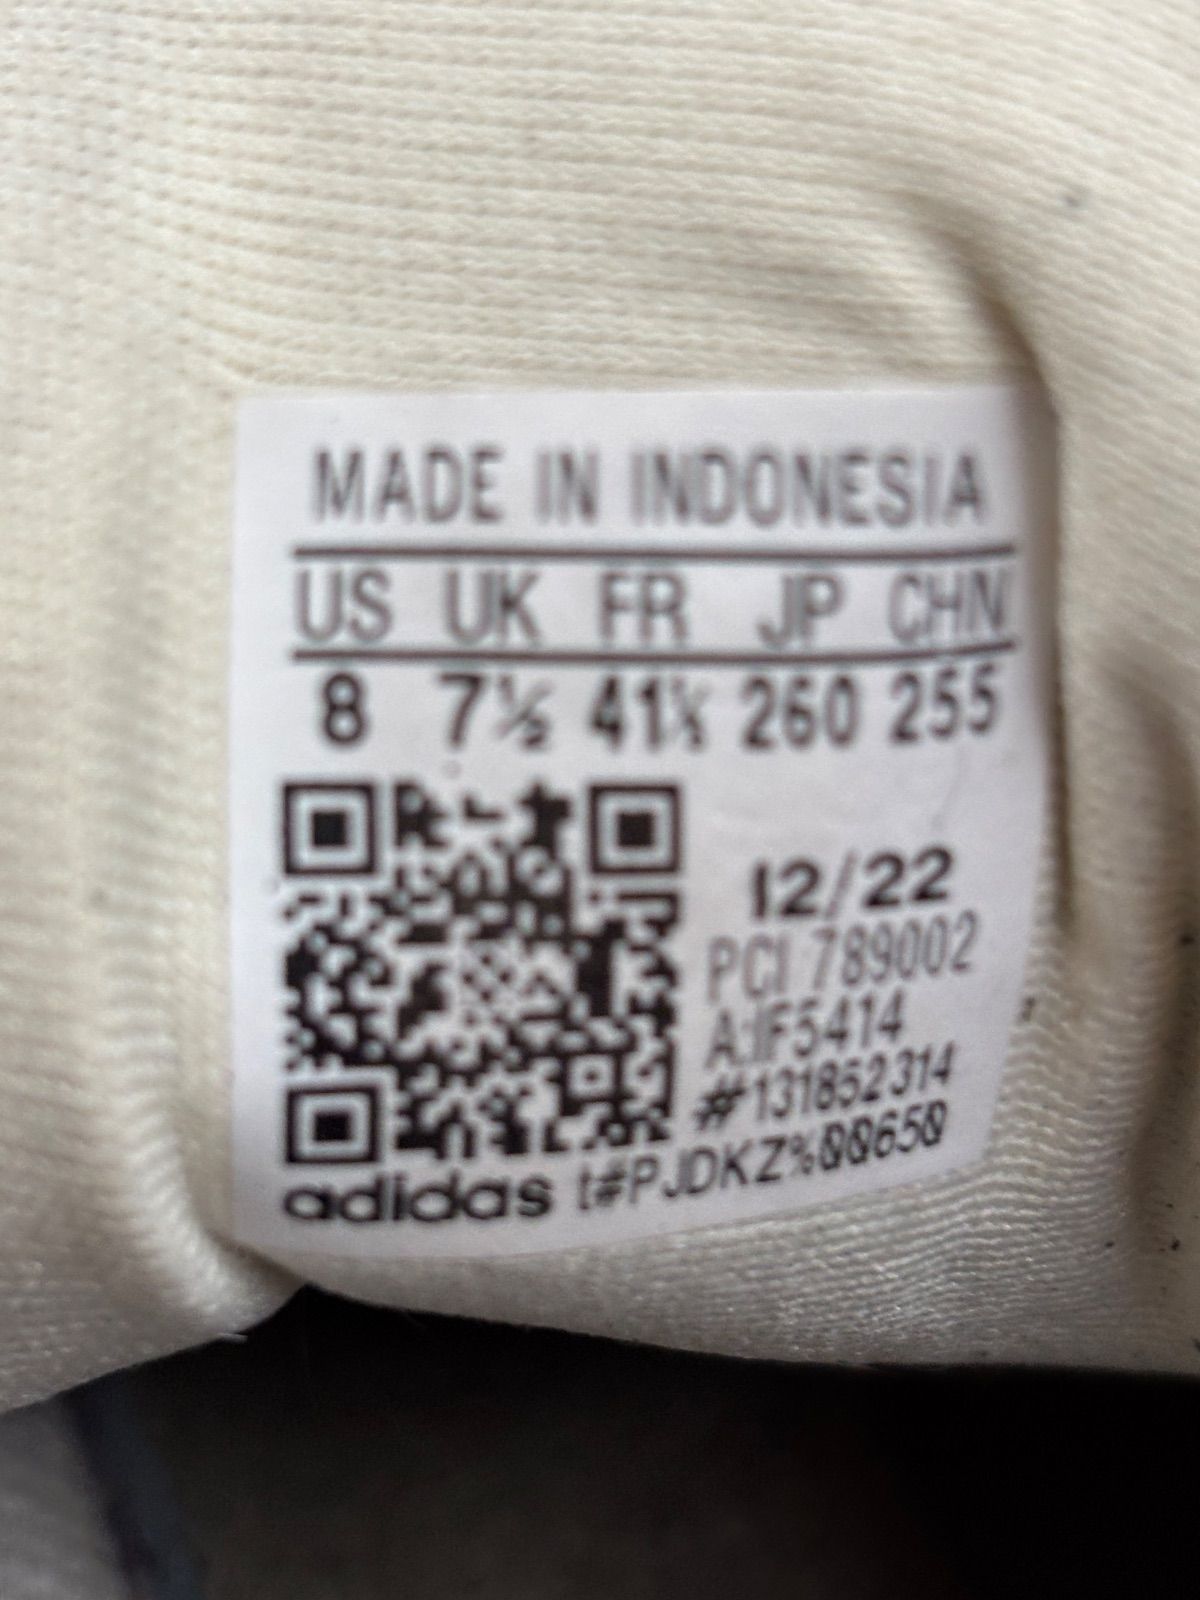 MADE IN INDONESIA
US UK FR JP CHN
8 7½ 41⅓ 260 255
12/22
PCI 789002
A:IF5414
#131852314
adidas t#PJDKZ%00650